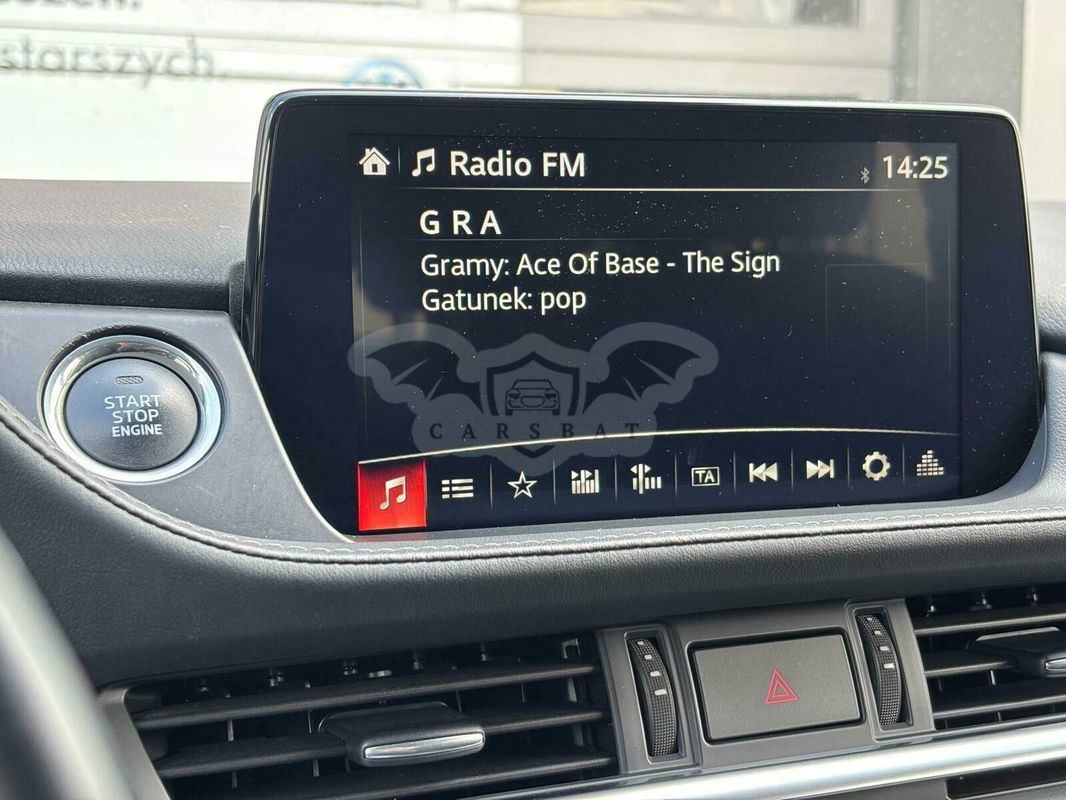 starszych.
Radio FM
14:25
G R A
Gramy: Ace Of Base - The Sign
Gatunek: pop
START
STOP
ENGINE
CARSBAT
TA